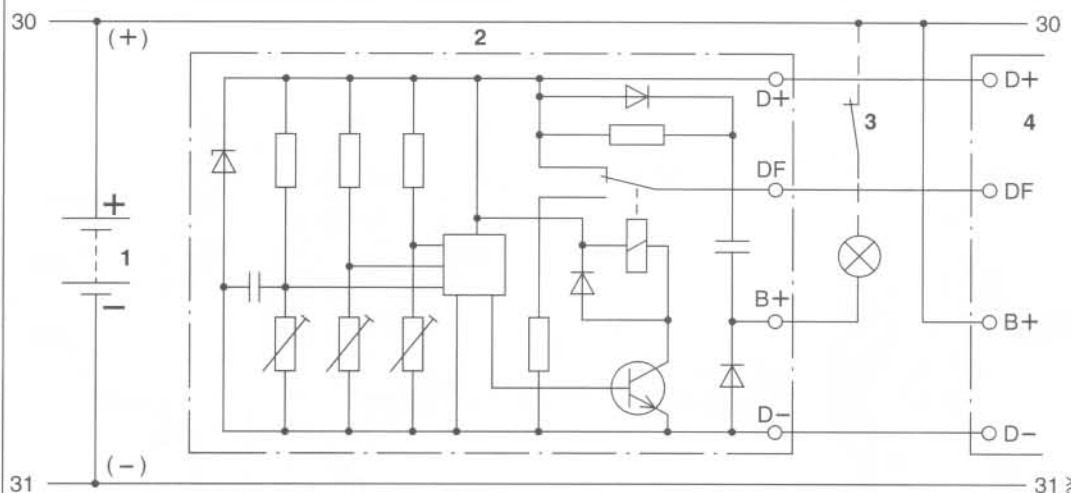 30 30
(+) 2
D+ D+
3 4
DF DF
+
1
−
B+ B+
D− D−
(−)
31 31